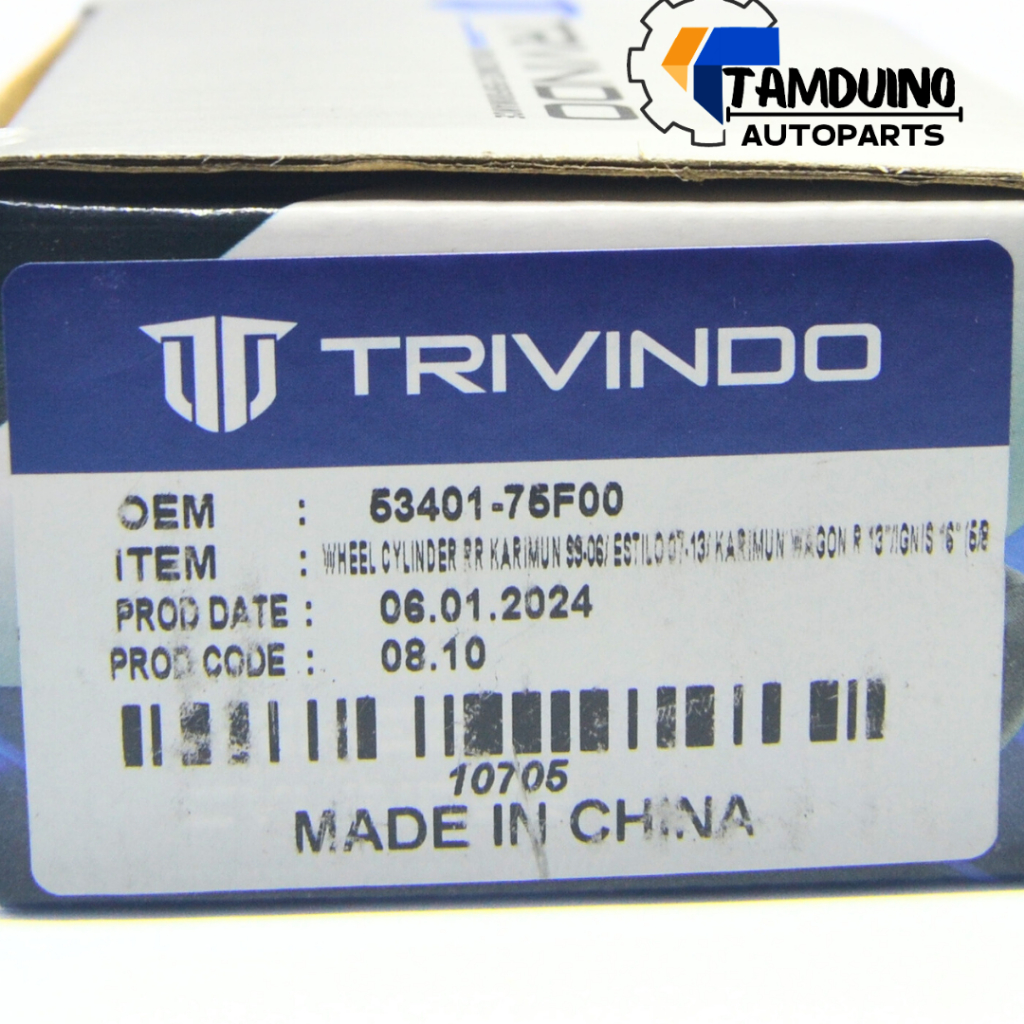 TRIVINDO
TAMDUINO
AUTOPARTS
TRIVINDO
OEM : 53401-75F00
ITEM : WHEEL CYLINDER RR KARIMUN 99-06/ ESTILO 07-13/ KARIMUN WAGON R 13"/IGNIS 16" (5/8
PROD DATE : 06.01.2024
PROD CODE : 08.10
10705
MADE IN CHINA